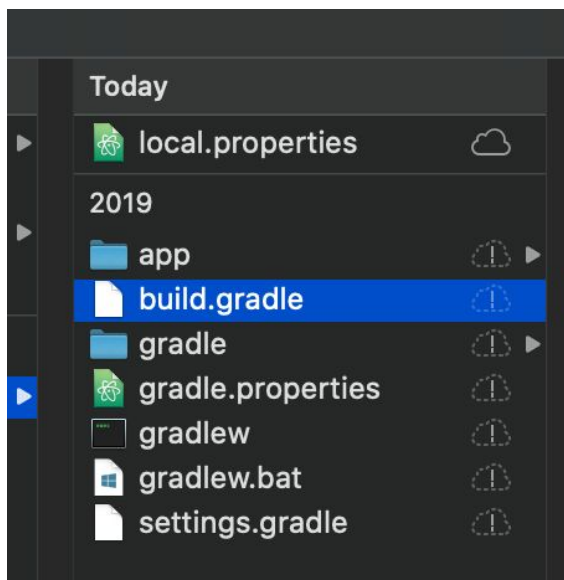 Today
local.properties
2019
app
build.gradle
gradle
gradle.properties
gradlew
gradlew.bat
settings.gradle